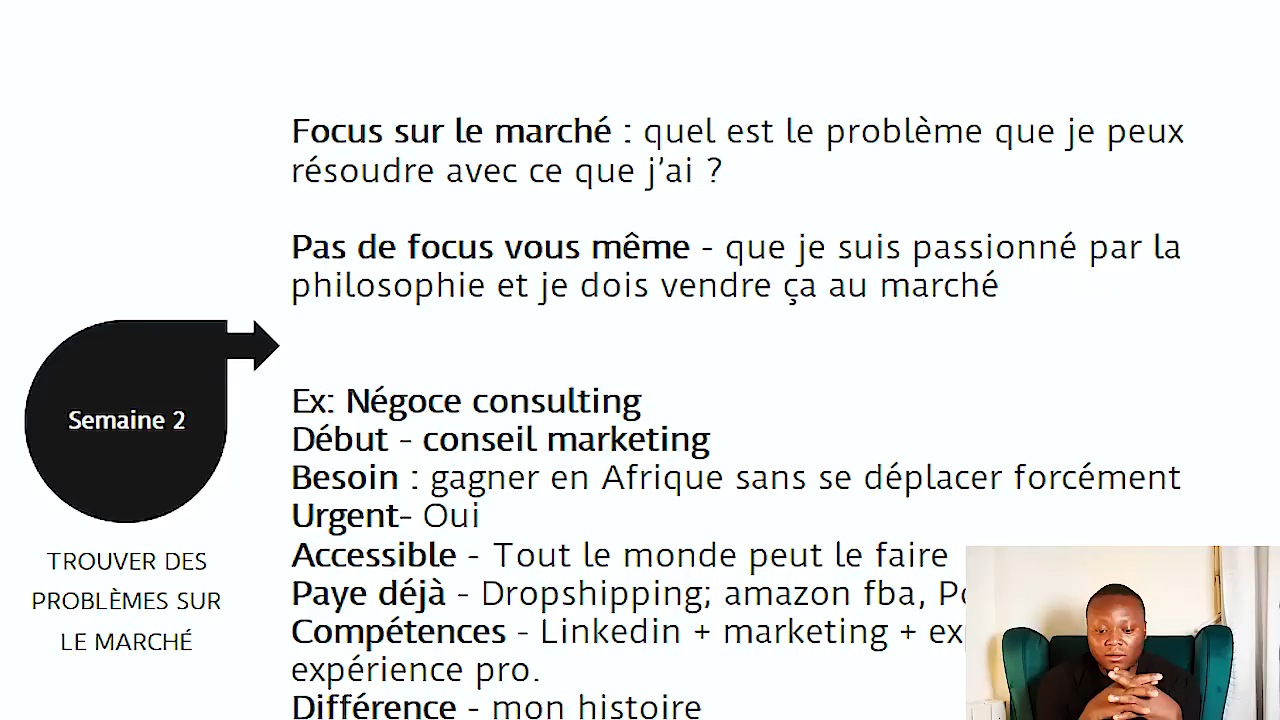 Focus sur le marché : quel est le problème que je peux
résoudre avec ce que j’ai ?
Pas de focus vous même - que je suis passionné par la
philosophie et je dois vendre ça au marché
Semaine 2
TROUVER DES
PROBLÈMES SUR
LE MARCHÉ
Ex: Négoce consulting
Début - conseil marketing
Besoin : gagner en Afrique sans se déplacer forcément
Urgent- Oui
Accessible - Tout le monde peut le faire
Paye déjà - Dropshipping; amazon fba,
Compétences - Linkedin + marketing +
expérience pro.
Différence - mon histoire